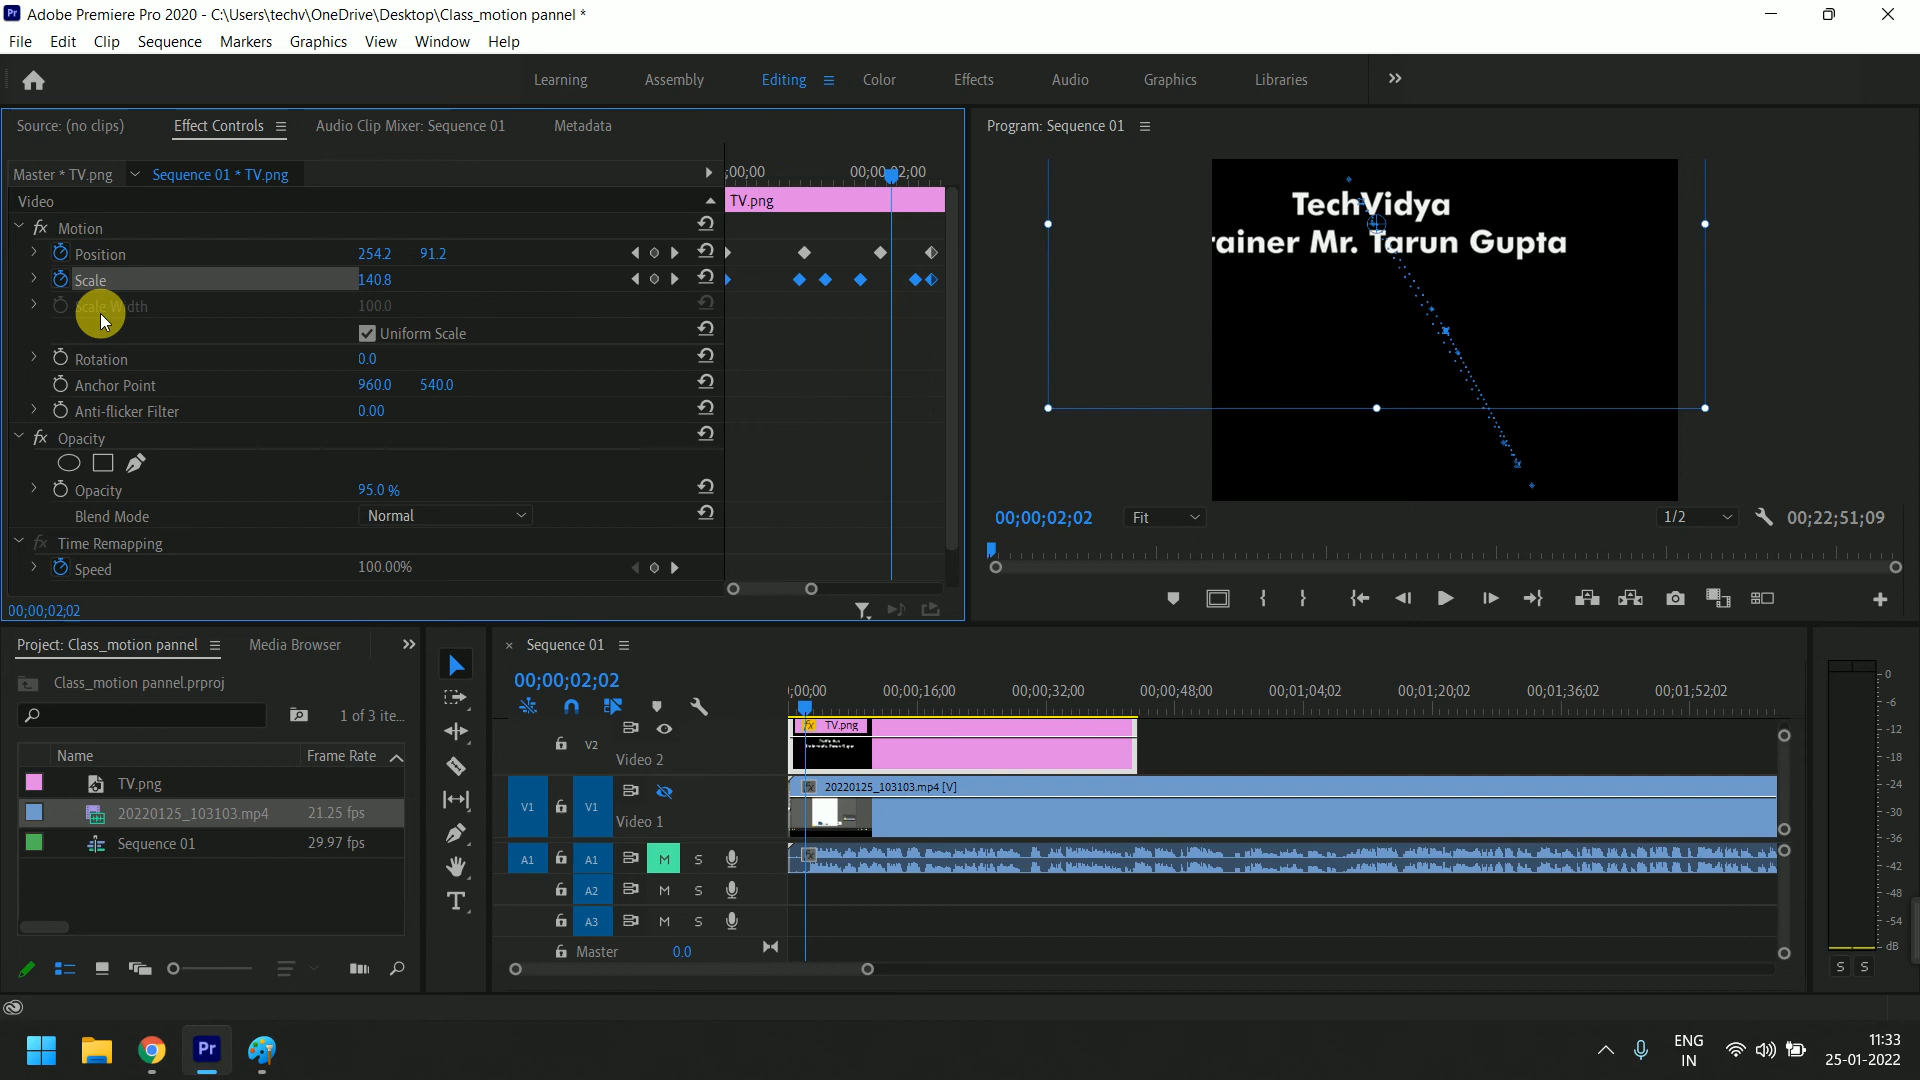 Adobe Premiere Pro 2020 - C:\Users\techv\OneDrive\Desktop\Class_motion pannel *
File Edit Clip Sequence Markers Graphics View Window Help
Learning Assembly Editing Color Effects Audio Graphics Libraries
Source: (no clips) Effect Controls Audio Clip Mixer: Sequence 01 Metadata
Program: Sequence 01
Master * TV.png Sequence 01 * TV.png
;00;00 00;00;02;00
Video
TV.png
Motion
Position 254.2 91.2
Scale 140.8
Scale Width 100.0
Uniform Scale
Rotation 0.0
Anchor Point 960.0 540.0
Anti-flicker Filter 0.00
Opacity
Opacity 95.0 %
Blend Mode Normal
Time Remapping
Speed 100.00%
00;00;02;02
TechVidya
rainer Mr. Tarun Gupta
00;00;02;02 Fit 1/2 00;22;51;09
Project: Class_motion pannel Media Browser
Class_motion pannel.prproj
1 of 3 ite...
Name Frame Rate
TV.png
20220125_103103.mp4 21.25 fps
Sequence 01 29.97 fps
Sequence 01
00;00;02;02
;00;00 00;00;16;00 00;00;32;00 00;00;48;00 00;01;04;02 00;01;20;02 00;01;36;02 00;01;52;02
V2 Video 2
fx TV.png
V1 V1 Video 1
20220125_103103.mp4 [V]
A1 A1 M S
A2 M S
A3 M S
Master 0.0
0
-6
-12
-18
-24
-30
-36
-42
-48
-54
dB
S S
Pr
ENG
IN
11:33
25-01-2022